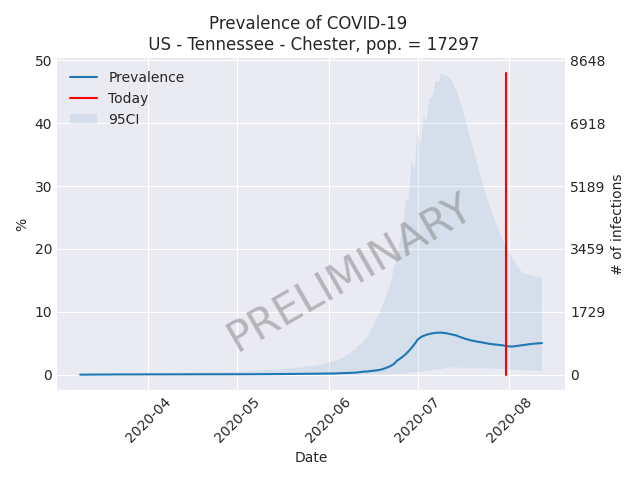 Prevalence of COVID-19
US - Tennessee - Chester, pop. = 17297
Prevalence
Today
95CI
PRELIMINARY
%
50
40
30
20
10
0
8648
6918
5189
3459
1729
0
# of infections
2020-04
2020-05
2020-06
2020-07
2020-08
Date